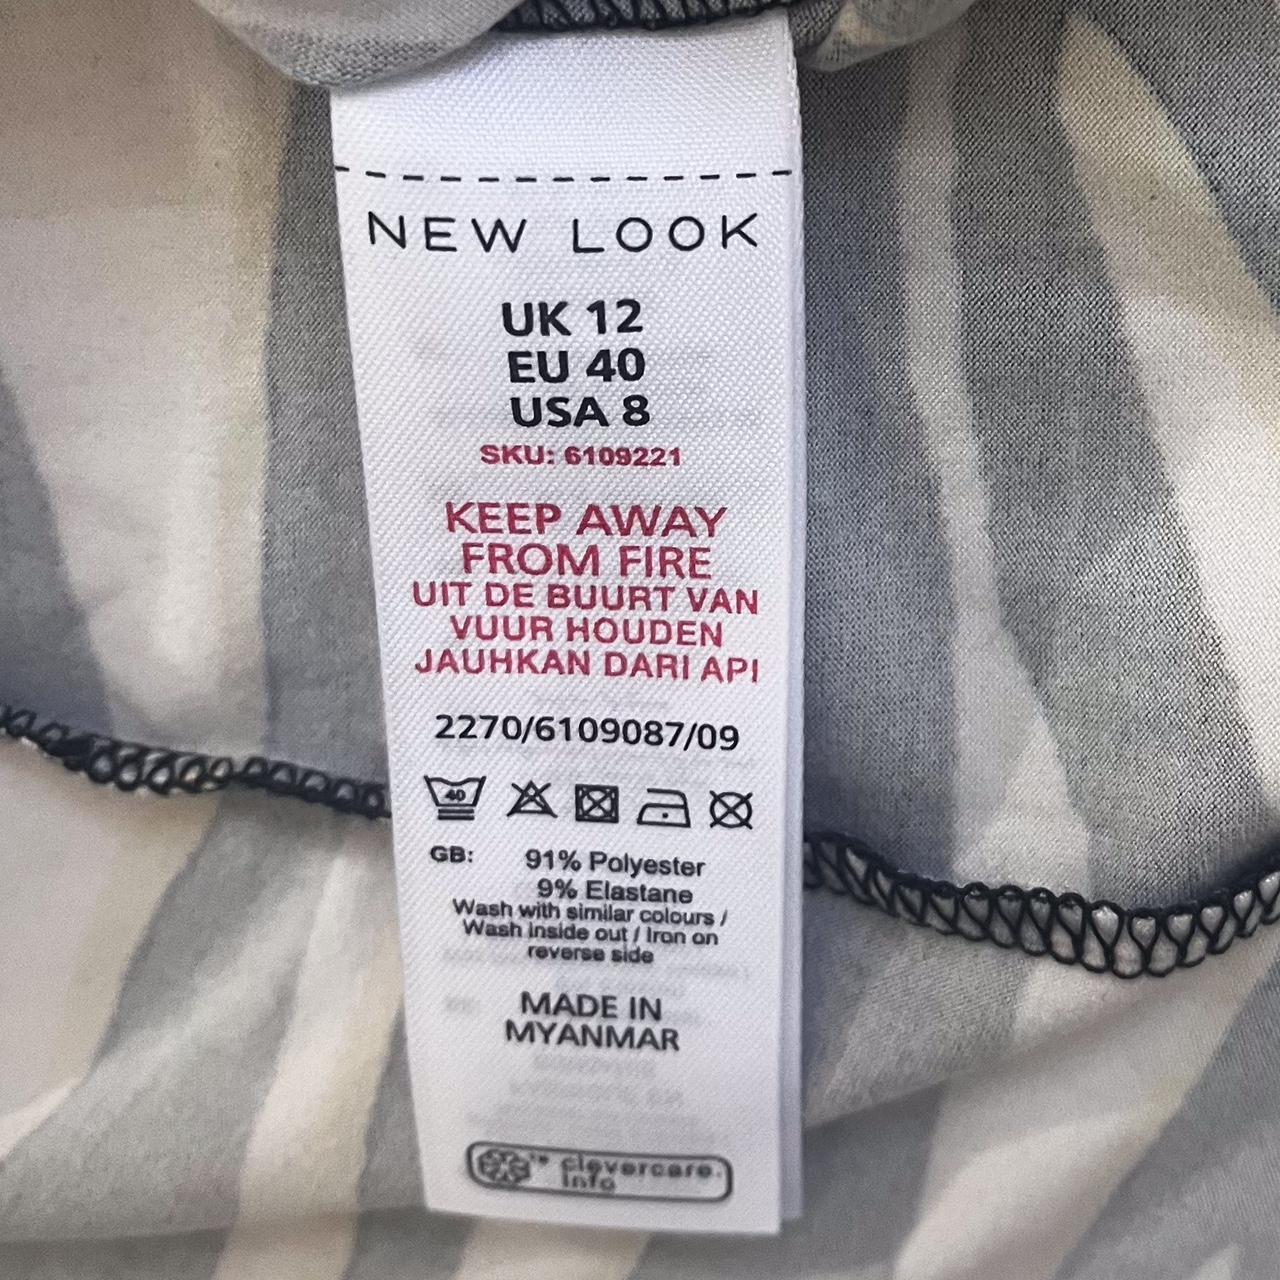 NEW LOOK
UK 12
EU 40
USA 8
SKU: 6109221
KEEP AWAY
FROM FIRE
UIT DE BUURT VAN
VUUR HOUDEN
JAUHKAN DARI API
2270/6109087/09
40
GB: 91% Polyester
9% Elastane
Wash with similar colours /
Wash inside out / Iron on
reverse side
MADE IN
MYANMAR
clevercare.
info